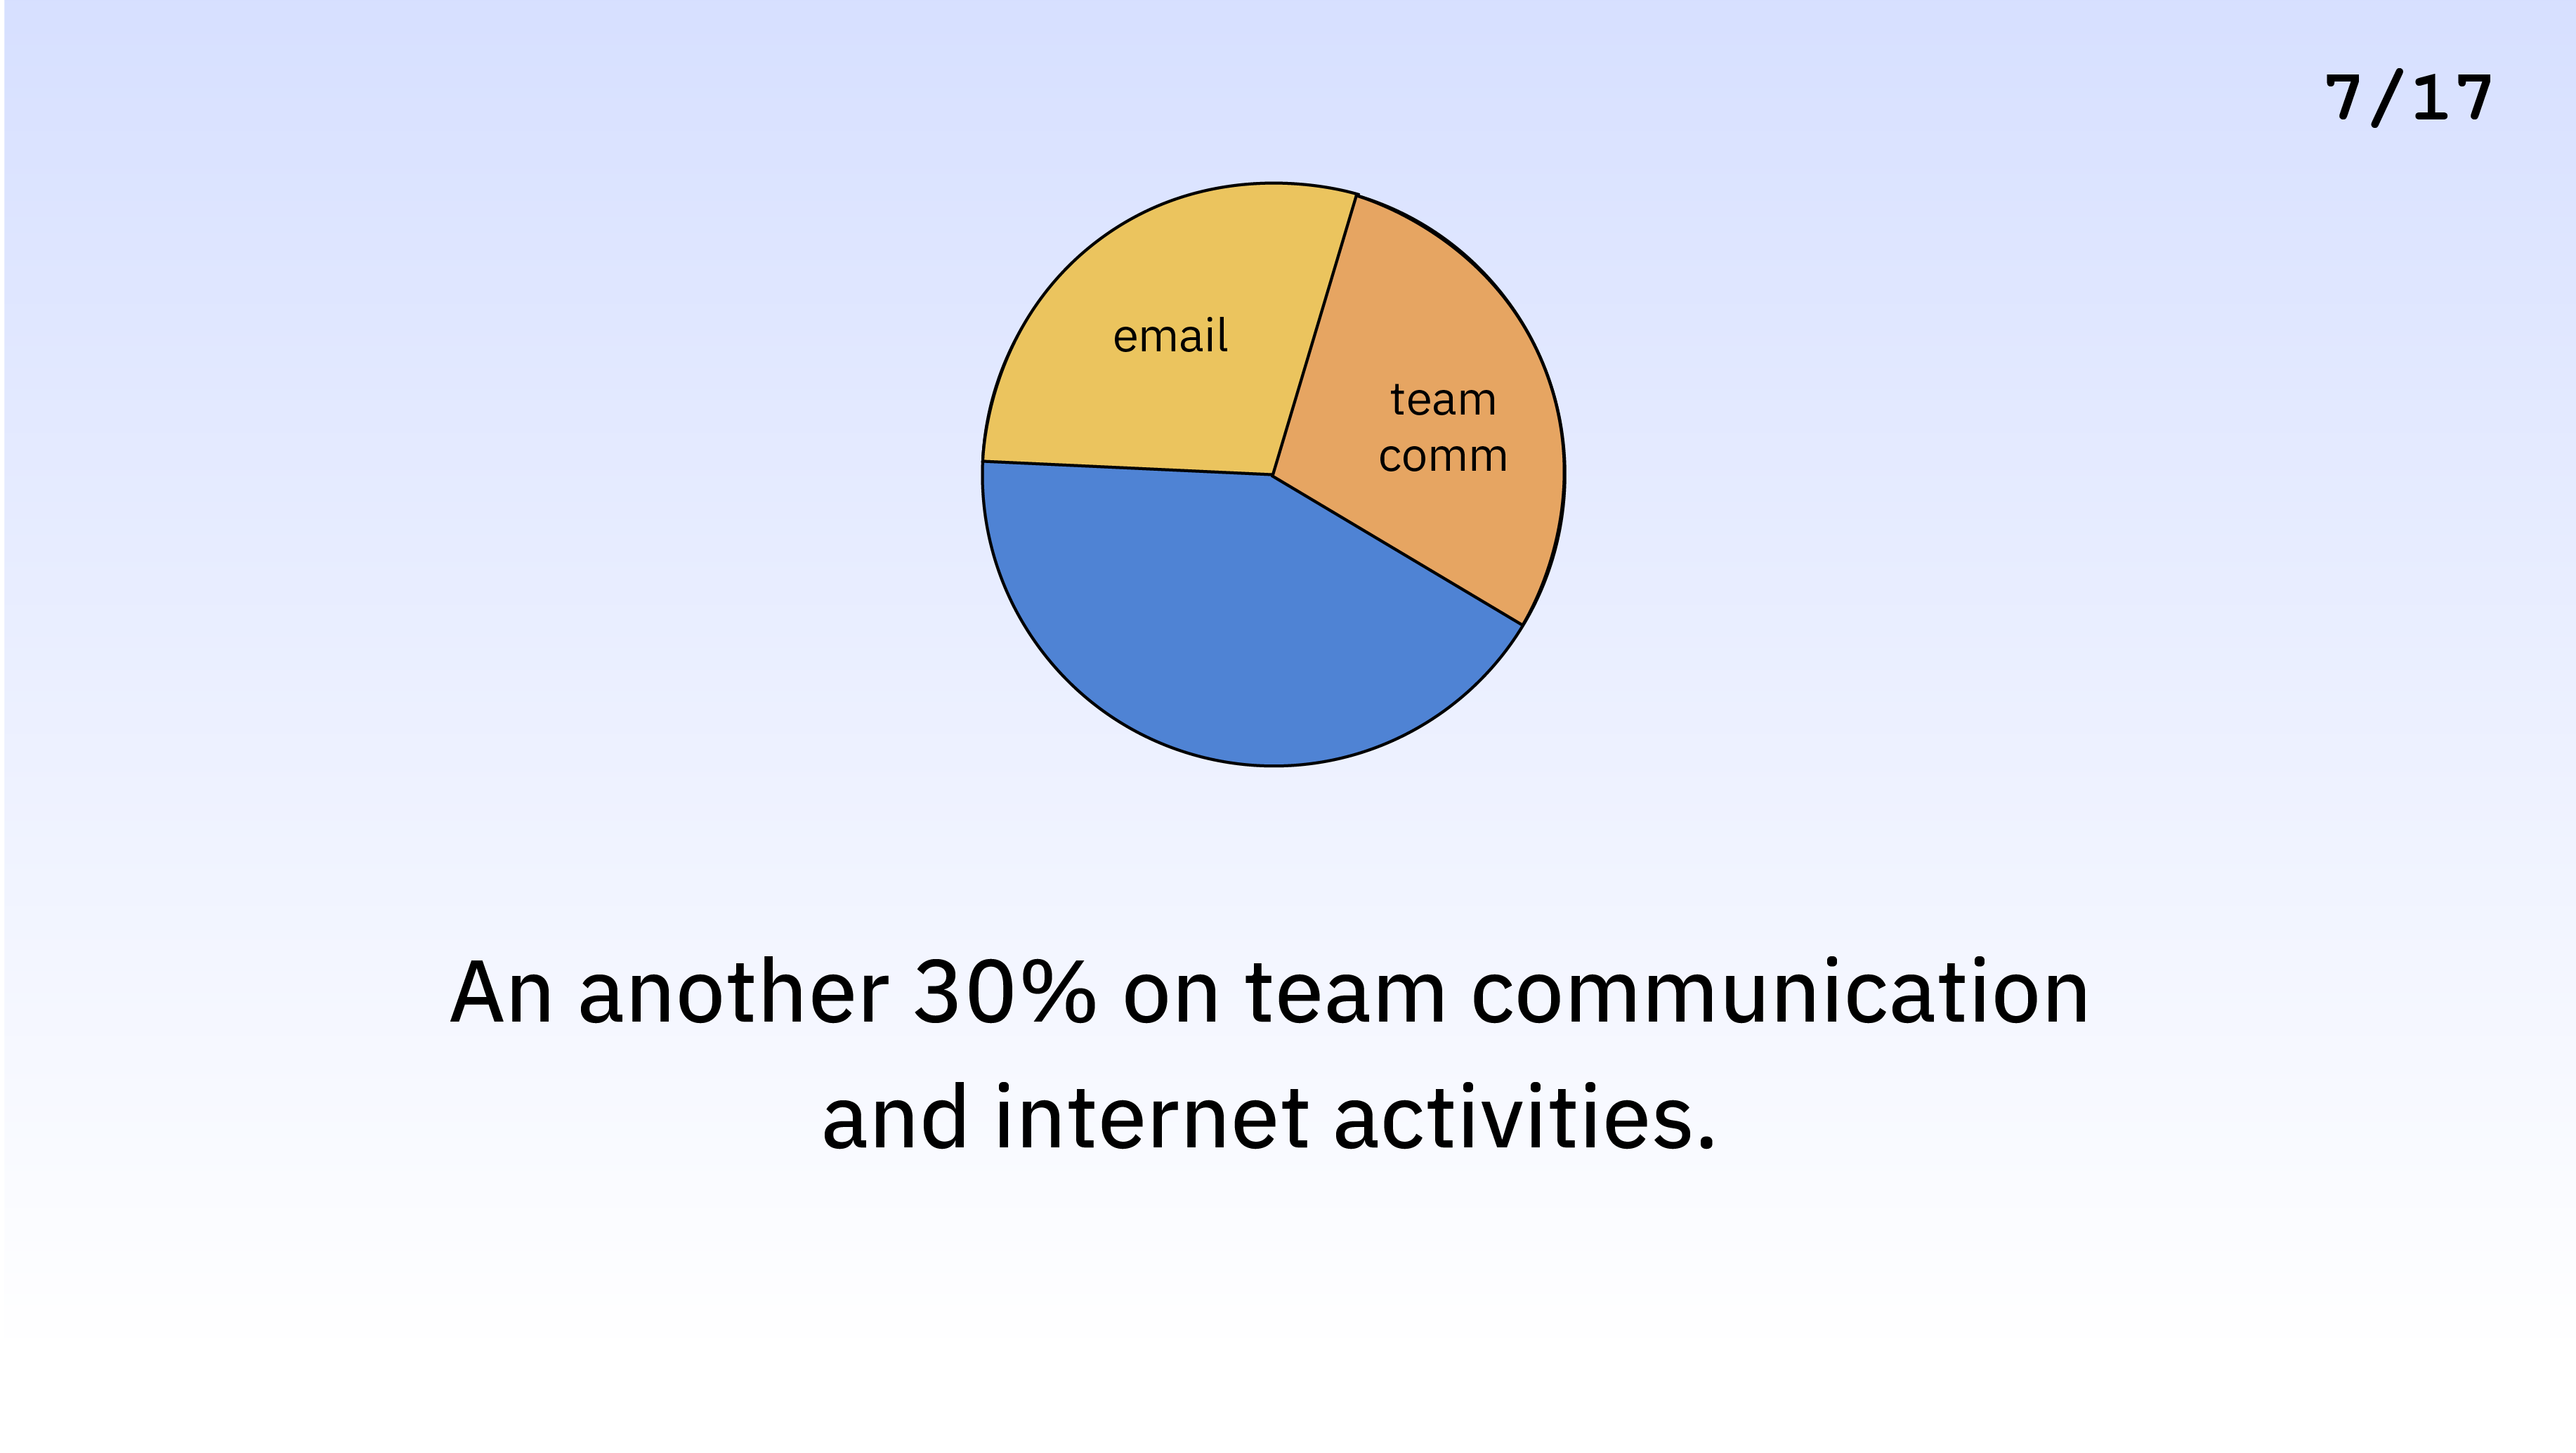 7/17
email
team
comm
An another 30% on team communication
and internet activities.